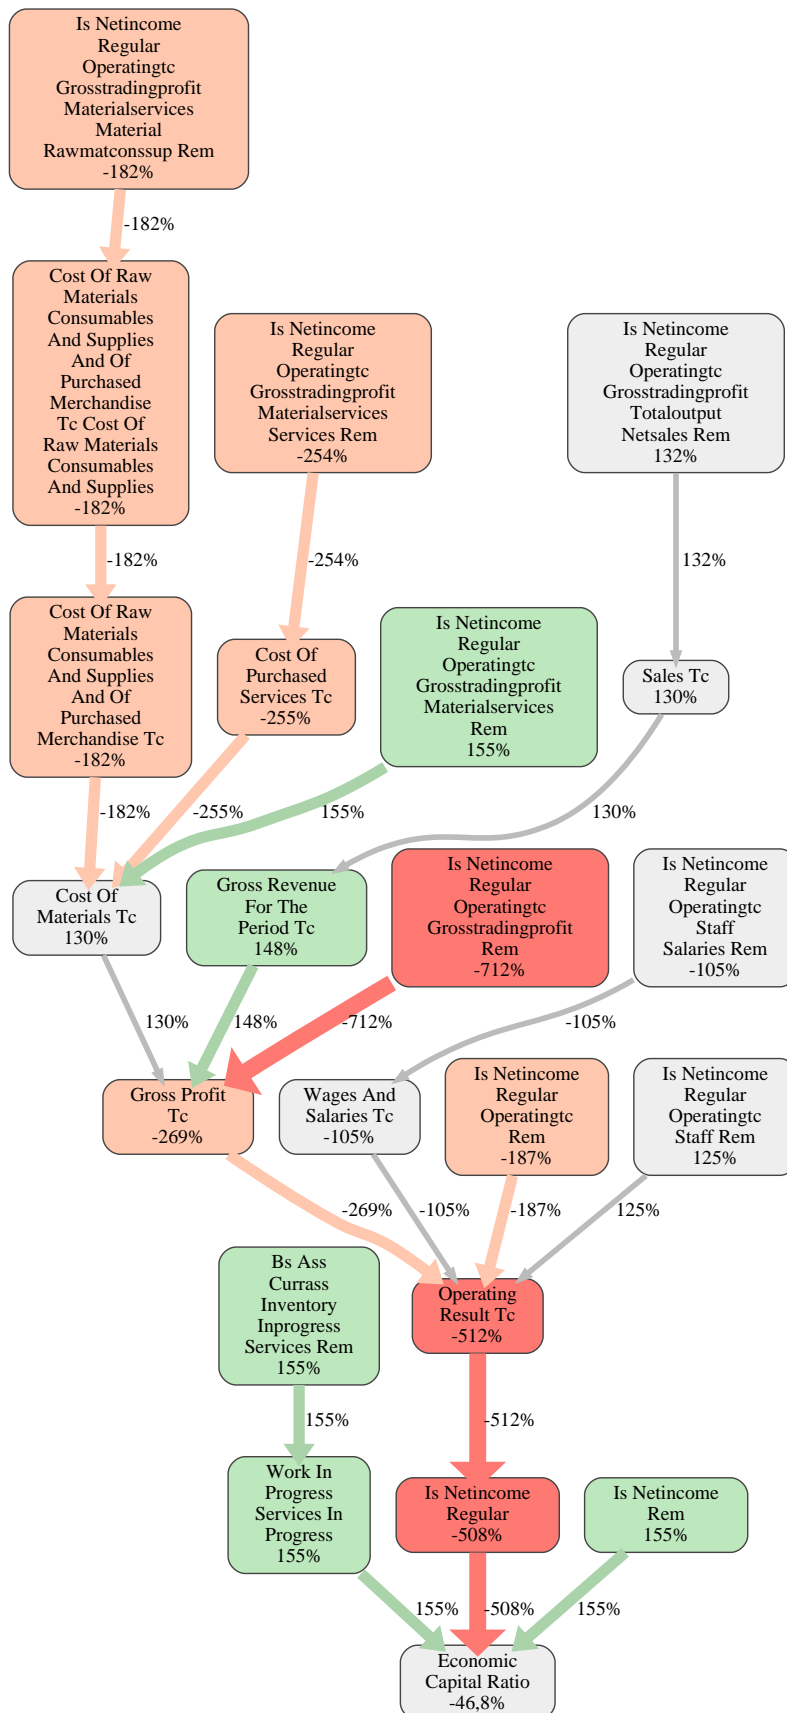 Is Netincome
Regular
Operatingtc
Grosstradingprofit
Materialservices
Material
Rawmatconssup Rem
-182%
-182%
Cost Of Raw
Materials
Consumables
And Supplies
And Of
Purchased
Merchandise
Tc Cost Of
Raw Materials
Consumables
And Supplies
-182%
Is Netincome
Regular
Operatingtc
Grosstradingprofit
Materialservices
Services Rem
-254%
Is Netincome
Regular
Operatingtc
Grosstradingprofit
Totaloutput
Netsales Rem
132%
-182%
-254%
132%
Cost Of Raw
Materials
Consumables
And Supplies
And Of
Purchased
Merchandise Tc
-182%
Cost Of
Purchased
Services Tc
-255%
Is Netincome
Regular
Operatingtc
Grosstradingprofit
Materialservices
Rem
155%
Sales Tc
130%
-182%
-255%
155%
130%
Cost Of
Materials Tc
130%
Gross Revenue
For The
Period Tc
148%
Is Netincome
Regular
Operatingtc
Grosstradingprofit
Rem
-712%
Is Netincome
Regular
Operatingtc
Staff
Salaries Rem
-105%
130%
148%
-712%
-105%
Gross Profit
Tc
-269%
Wages And
Salaries Tc
-105%
Is Netincome
Regular
Operatingtc
Rem
-187%
Is Netincome
Regular
Operatingtc
Staff Rem
125%
-269%
-105%
-187%
125%
Bs Ass
Currass
Inventory
Inprogress
Services Rem
155%
Operating
Result Tc
-512%
155%
-512%
Work In
Progress
Services In
Progress
155%
Is Netincome
Regular
-508%
Is Netincome
Rem
155%
155%
-508%
155%
Economic
Capital Ratio
-46,8%